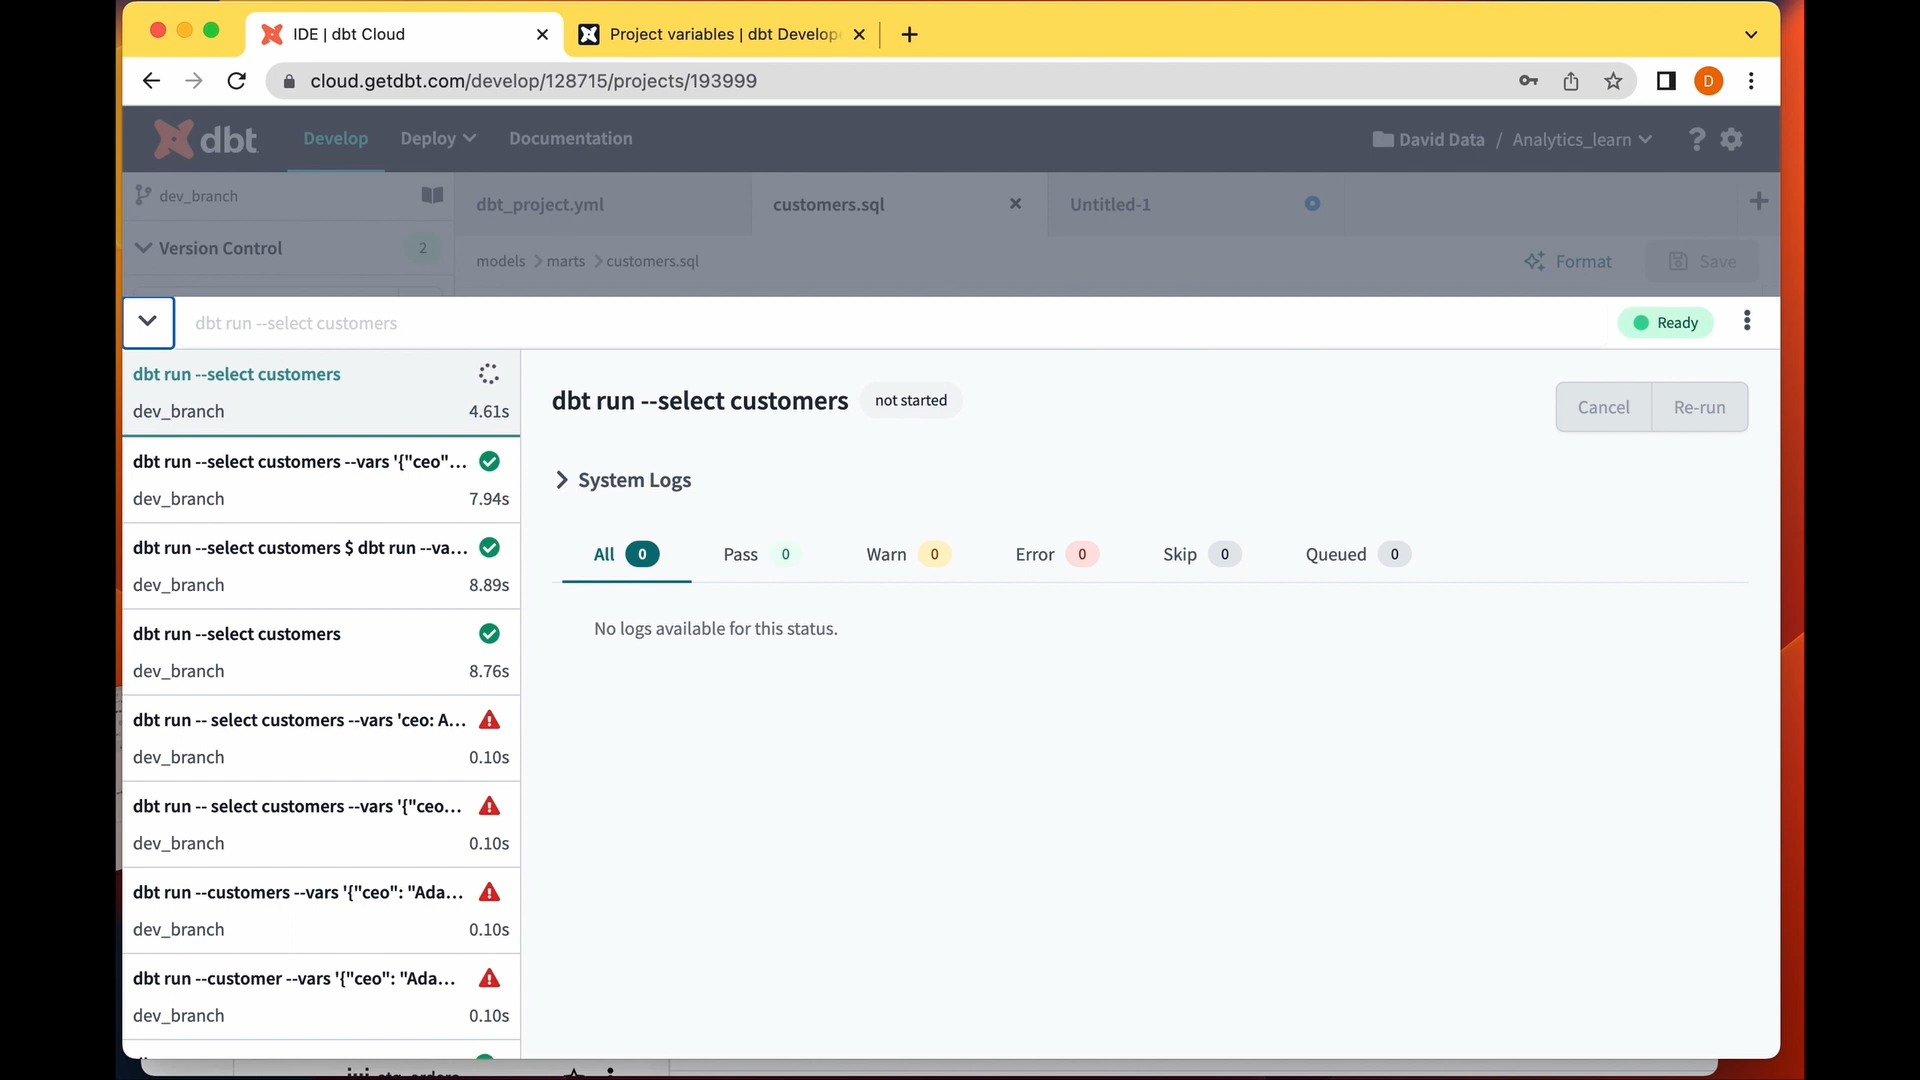 IDE | dbt Cloud
Project variables | dbt Develop
cloud.getdbt.com/develop/128715/projects/193999
D
dbt
Develop
Deploy
Documentation
David Data / Analytics_learn
dev_branch
dbt_project.yml
customers.sql
Untitled-1
Version Control
2
models > marts > customers.sql
Format
Save
dbt run --select customers
Ready
dbt run --select customers
dev_branch
4.61s
dbt run --select customers --vars '{"ceo"...
dev_branch
7.94s
dbt run --select customers $ dbt run --va...
dev_branch
8.89s
dbt run --select customers
dev_branch
8.76s
dbt run -- select customers --vars 'ceo: A...
dev_branch
0.10s
dbt run -- select customers --vars '{"ceo...
dev_branch
0.10s
dbt run --customers --vars '{"ceo": "Ada...
dev_branch
0.10s
dbt run --customer --vars '{"ceo": "Ada...
dev_branch
0.10s
dbt run --select customers
not started
Cancel
Re-run
System Logs
All 0
Pass 0
Warn 0
Error 0
Skip 0
Queued 0
No logs available for this status.